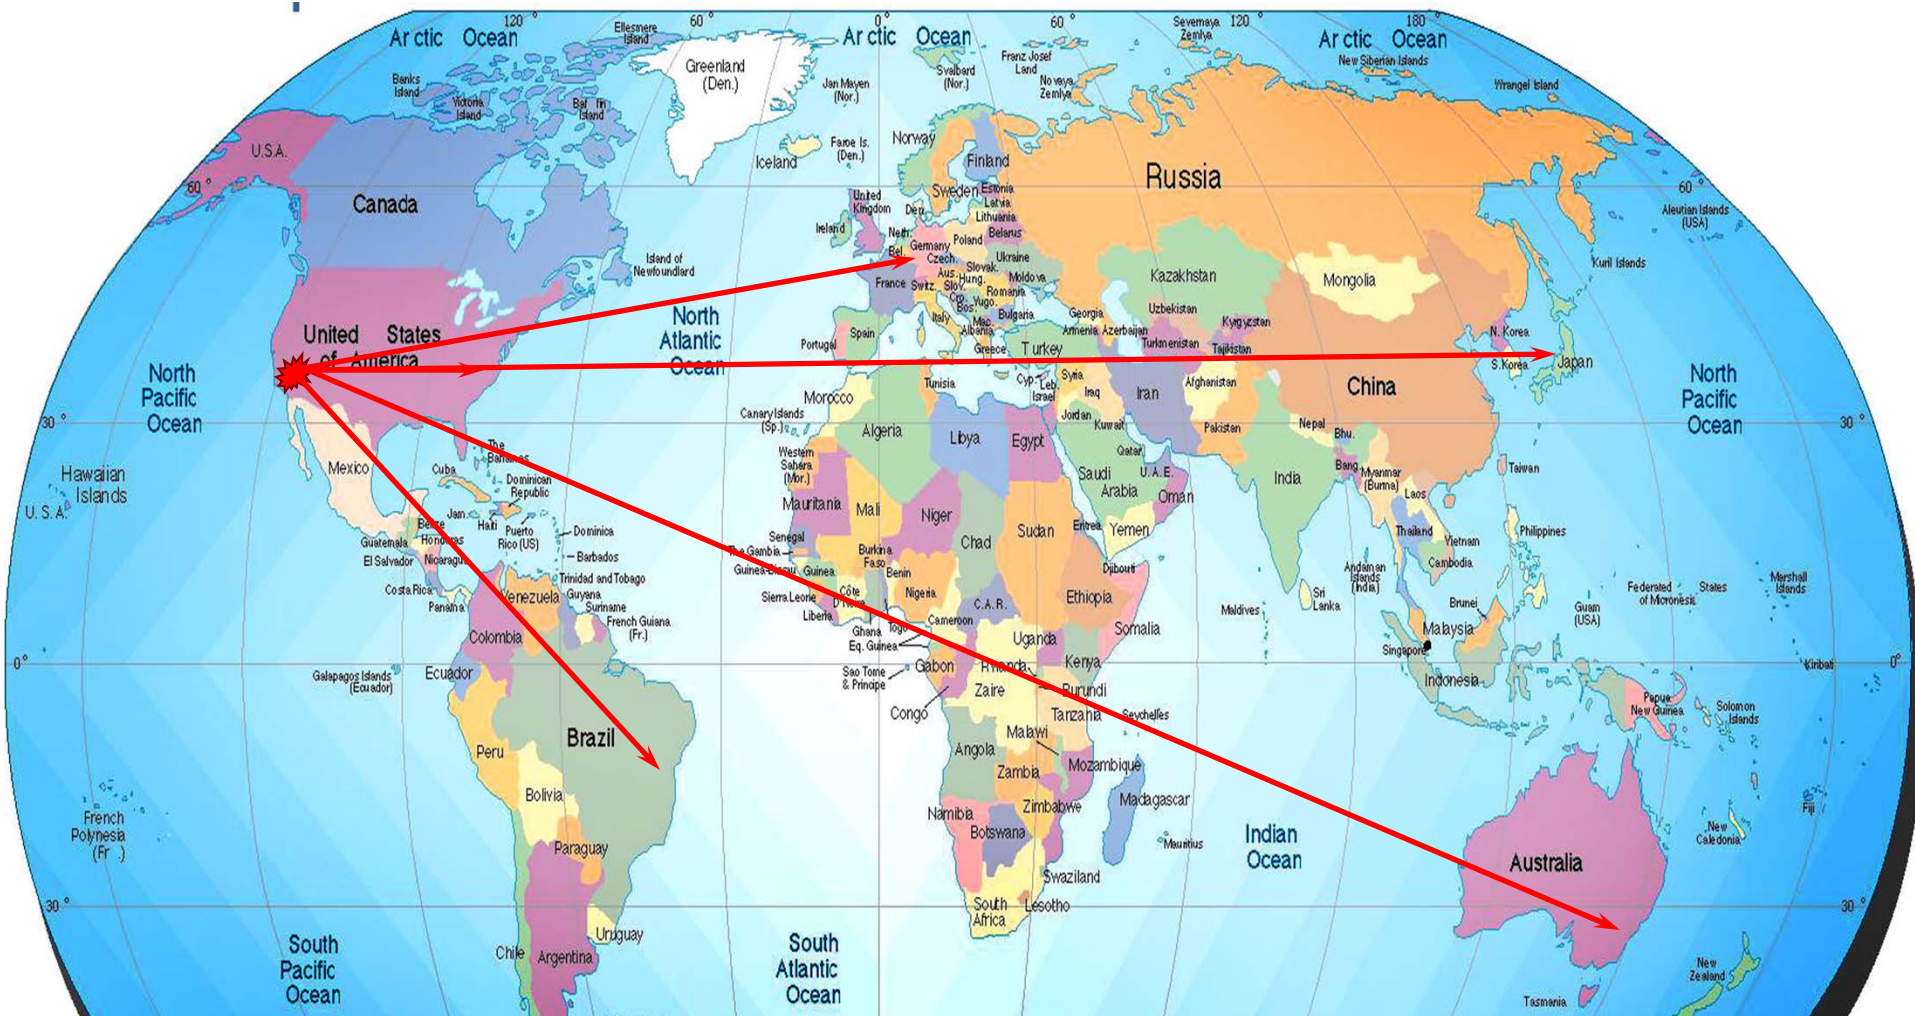 120 °
60 °
0°
60 °
120 °
180 °
Ar ctic Ocean
Ellesmere
Island
Ar ctic Ocean
Severnaya
Zemlya
Ar ctic Ocean
New Siberian Islands
Wrangel Island
Banks
Island
Victoria
Island
Baf fin
Island
Greenland
(Den.)
Jan Mayen
(Nor.)
Svalbard
(Nor.)
Franz Josef
Land
Novaya
Zemlya
U.S.A.
Iceland
Faroe Is.
(Den.)
Norway
Finland
Sweden
Estonia
Latvia
Lithuania
Russia
60 °
60 °
Canada
United
Kingdom
Ireland
Den.
Neth.
Bel.
Germany
Poland
Belarus
Czech.
Ukraine
Slovak.
Aus.
Hung.
Moldova
France
Switz.
Slov.
Romania
Cro.
Bos.
Yugo.
Italy
Mac.
Bulgaria
Albania
Greece
Spain
Portugal
Island of
Newfoundland
Aleutian Islands
(USA)
Kuril Islands
Kazakhstan
Mongolia
Uzbekistan
Kyrgyzstan
Georgia
Armenia
Azerbaijan
Turkmenistan
Tajikistan
Turkey
N. Korea
S.Korea
Japan
China
United States
of America
North
Atlantic
Ocean
North
Pacific
Ocean
North
Pacific
Ocean
30 °
30 °
Morocco
Tunisia
Cyp.
Leb.
Israel
Syria
Iraq
Iran
Afghanistan
Jordan
Kuwait
Pakistan
Nepal
Bhu.
Canary Islands
(Sp.)
Algeria
Libya
Egypt
Qatar
U.A.E.
Saudi
Arabia
Oman
India
Bang.
Myanmar
(Burma)
Laos
Taiwan
Hawaiian
Islands
U. S. A.
Mexico
The
Bahamas
Cuba
Dominican
Republic
Jam.
Haiti
Puerto
Rico (US)
Dominica
Barbados
Belize
Honduras
Guatemala
El Salvador
Nicaragua
Costa Rica
Panama
Trinidad and Tobago
Guyana
Suriname
French Guiana
(Fr.)
Venezuela
Colombia
Western
Sahara
(Mor.)
Mauritania
Mali
Niger
Chad
Sudan
Eritrea
Yemen
Djibouti
Senegal
The Gambia
Guinea-Bissau
Guinea
Sierra Leone
Liberia
Côte
D'Ivoire
Burkina
Faso
Benin
Nigeria
Ghana
Togo
Cameroon
Eq. Guinea
C.A.R.
Ethiopia
Somalia
Thailand
Vietnam
Cambodia
Philippines
Andaman
Islands
(India)
Sri
Lanka
Maldives
Brunei
Malaysia
Singapore
Indonesia
Guam
(USA)
Federated States
of Micronesia
Marshall
Islands
Kiribati
0°
0°
Galapagos Islands
(Ecuador)
Ecuador
Sao Tome
& Principe
Gabon
Congo
Uganda
Rwanda
Kenya
Zaire
Burundi
Tanzania
Seychelles
Papua
New Guinea
Solomon
Islands
Peru
Brazil
Bolivia
Angola
Malawi
Zambia
Mozambique
Zimbabwe
Madagascar
Mauritius
Namibia
Botswana
Swaziland
Lesotho
South
Africa
Indian
Ocean
Australia
New
Caledonia
Fiji
French
Polynesia
(Fr .)
Paraguay
30 °
30 °
Uruguay
Chile
Argentina
South
Pacific
Ocean
South
Atlantic
Ocean
New
Zealand
Tasmania